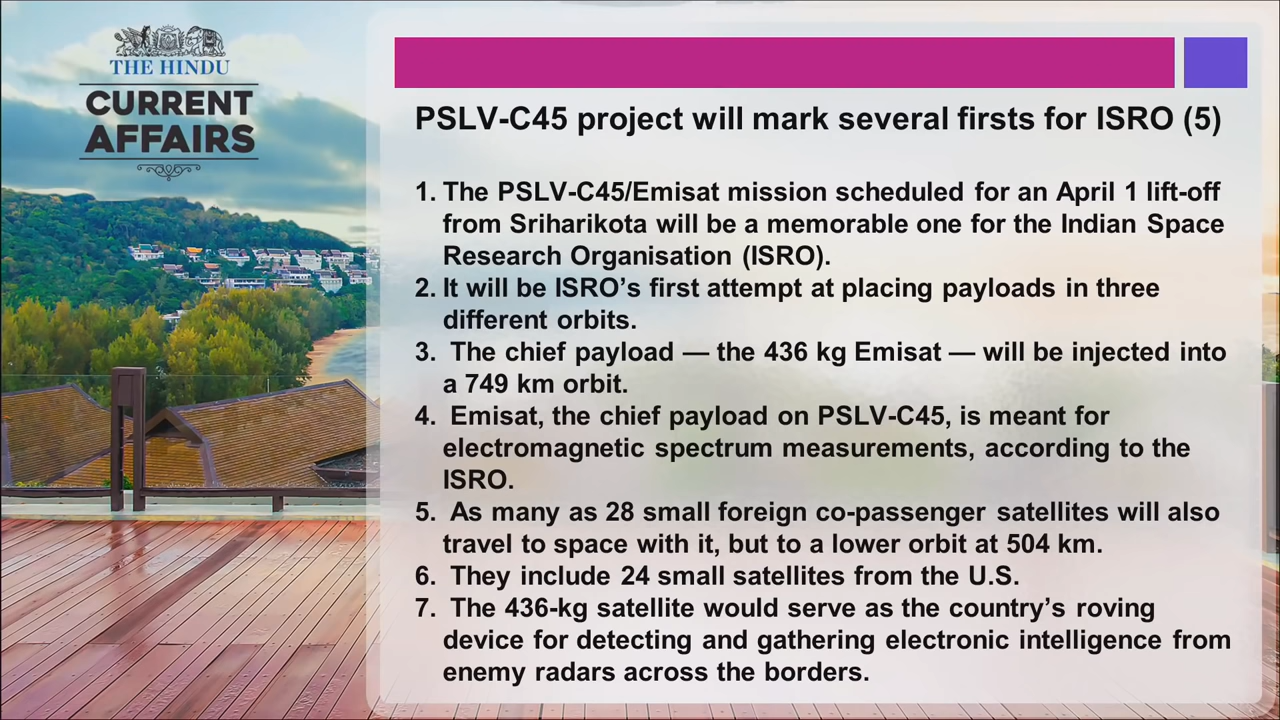 THE HINDU
CURRENT
AFFAIRS
PSLV-C45 project will mark several firsts for ISRO (5)
1. The PSLV-C45/Emisat mission scheduled for an April 1 lift-off
from Sriharikota will be a memorable one for the Indian Space
Research Organisation (ISRO).
2. It will be ISRO’s first attempt at placing payloads in three
different orbits.
3. The chief payload — the 436 kg Emisat — will be injected into
a 749 km orbit.
4. Emisat, the chief payload on PSLV-C45, is meant for
electromagnetic spectrum measurements, according to the
ISRO.
5. As many as 28 small foreign co-passenger satellites will also
travel to space with it, but to a lower orbit at 504 km.
6. They include 24 small satellites from the U.S.
7. The 436-kg satellite would serve as the country’s roving
device for detecting and gathering electronic intelligence from
enemy radars across the borders.